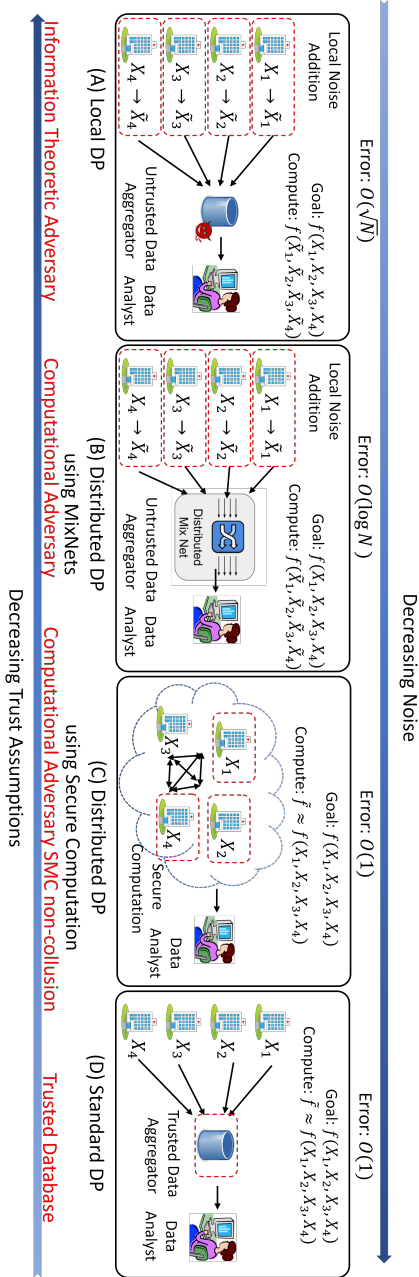 Decreasing Noise
Error: O(√N)
Local Noise
Addition
Goal: f(X₁, X₂, X₃, X₄)
Compute: f(X̃₁, X̃₂, X̃₃, X̃₄)
X₁ → X̃₁
X₂ → X̃₂
X₃ → X̃₃
X₄ → X̃₄
Untrusted Data
Aggregator
Data
Analyst
(A) Local DP
Information Theoretic Adversary
Error: O(log N)
Local Noise
Addition
Goal: f(X₁, X₂, X₃, X₄)
Compute: f(X̃₁, X̃₂, X̃₃, X̃₄)
X₁ → X̃₁
X₂ → X̃₂
X₃ → X̃₃
X₄ → X̃₄
Distributed
Mix Net
Untrusted Data
Aggregator
Data
Analyst
(B) Distributed DP
using MixNets
Computational Adversary
Error: O(1)
Goal: f(X₁, X₂, X₃, X₄)
Compute: f̃ ≈ f(X₁, X₂, X₃, X₄)
X₁
X₂
X₃
X₄
Secure
Computation
Data
Analyst
(C) Distributed DP
using Secure Computation
Computational Adversary SMC non-collusion
Error: O(1)
Goal: f(X₁, X₂, X₃, X₄)
Compute: f̃ ≈ f(X₁, X₂, X₃, X₄)
X₁
X₂
X₃
X₄
Trusted Data
Aggregator
Data
Analyst
(D) Standard DP
Trusted Database
Decreasing Trust Assumptions